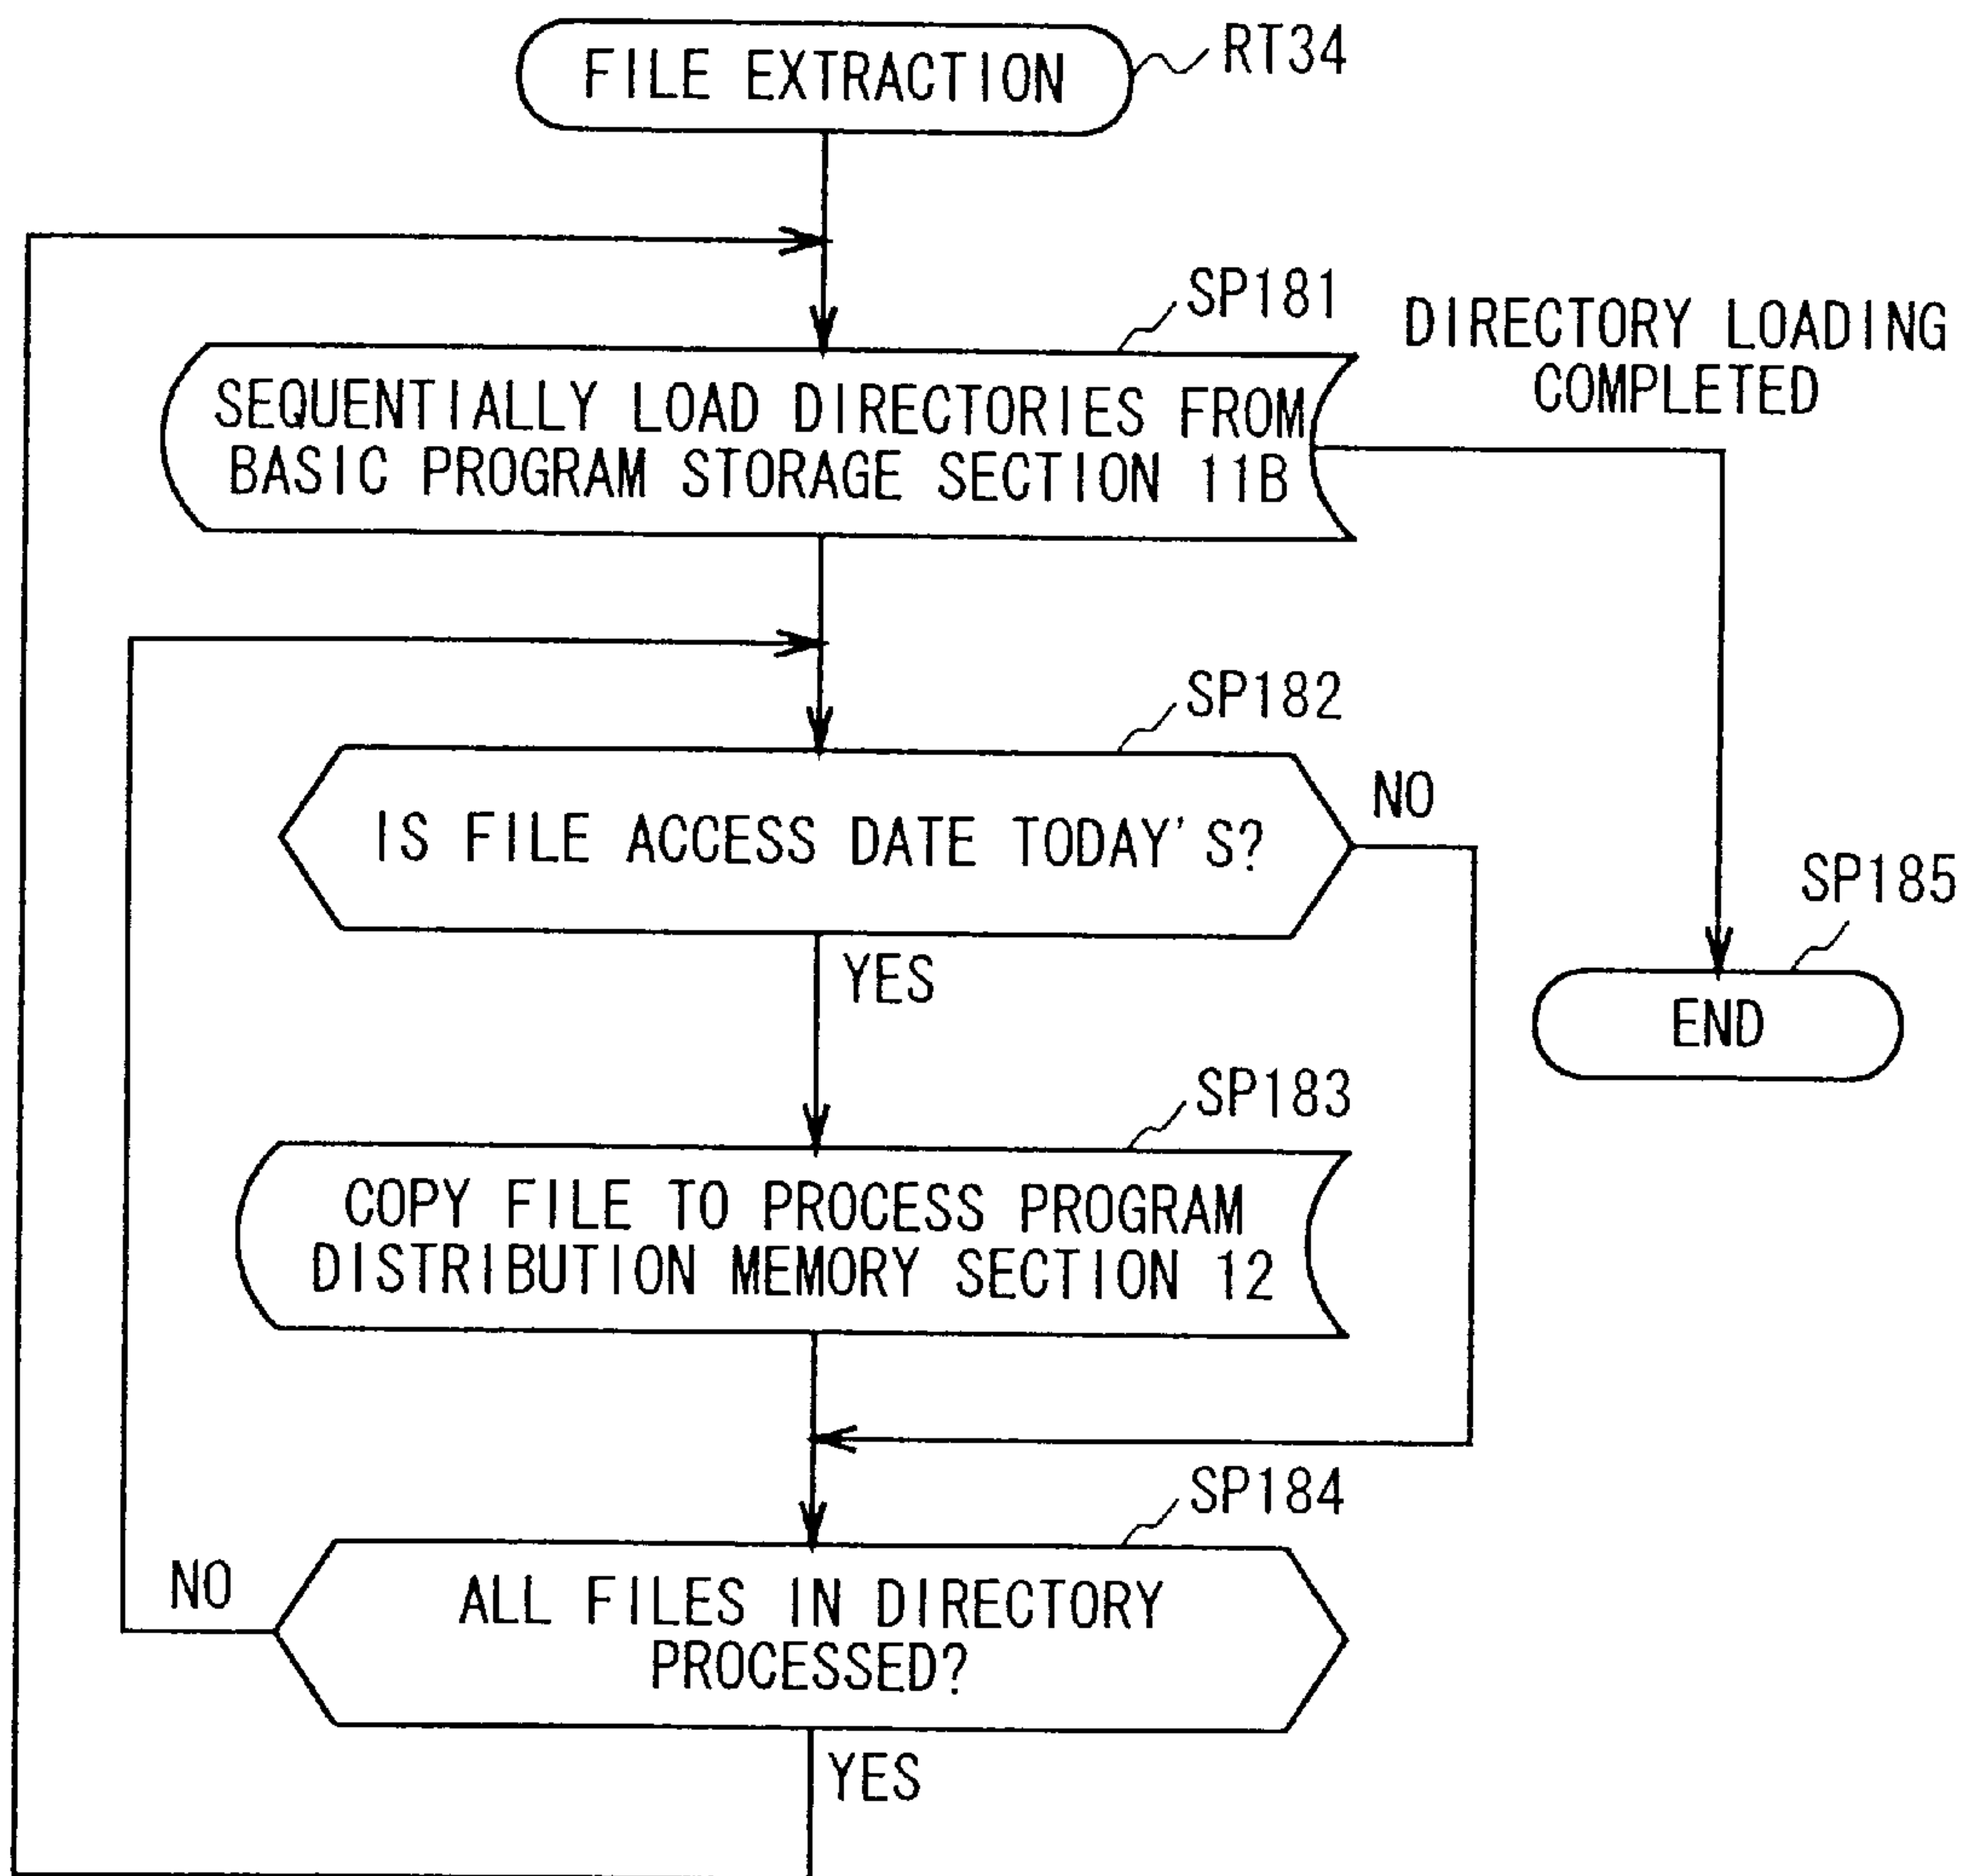 FILE EXTRACTION
RT34
SP181
DIRECTORY LOADING
COMPLETED
SEQUENTIALLY LOAD DIRECTORIES FROM
BASIC PROGRAM STORAGE SECTION 11B
SP182
NO
IS FILE ACCESS DATE TODAY'S?
SP185
YES
END
SP183
COPY FILE TO PROCESS PROGRAM
DISTRIBUTION MEMORY SECTION 12
SP184
NO
ALL FILES IN DIRECTORY
PROCESSED?
YES